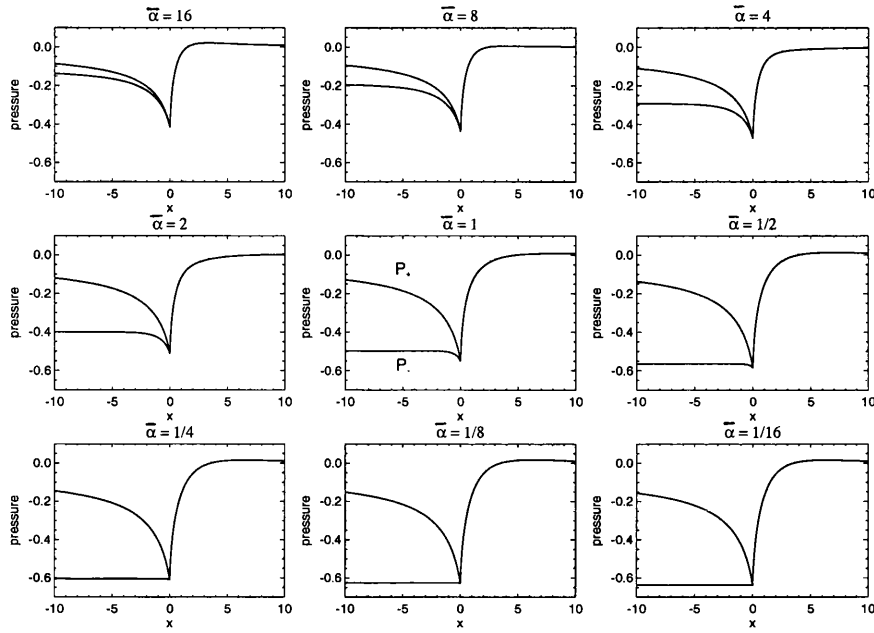 ᾱ = 16
ᾱ = 8
ᾱ = 4
pressure
0.0
-0.2
-0.4
-0.6
-10 -5 0 5 10
x
pressure
0.0
-0.2
-0.4
-0.6
-10 -5 0 5 10
x
pressure
0.0
-0.2
-0.4
-0.6
-10 -5 0 5 10
x
ᾱ = 2
ᾱ = 1
ᾱ = 1/2
pressure
0.0
-0.2
-0.4
-0.6
-10 -5 0 5 10
x
pressure
0.0
-0.2
-0.4
-0.6
P₊
P₋
-10 -5 0 5 10
x
pressure
0.0
-0.2
-0.4
-0.6
-10 -5 0 5 10
x
ᾱ = 1/4
ᾱ = 1/8
ᾱ = 1/16
pressure
0.0
-0.2
-0.4
-0.6
-10 -5 0 5 10
x
pressure
0.0
-0.2
-0.4
-0.6
-10 -5 0 5 10
x
pressure
0.0
-0.2
-0.4
-0.6
-10 -5 0 5 10
x